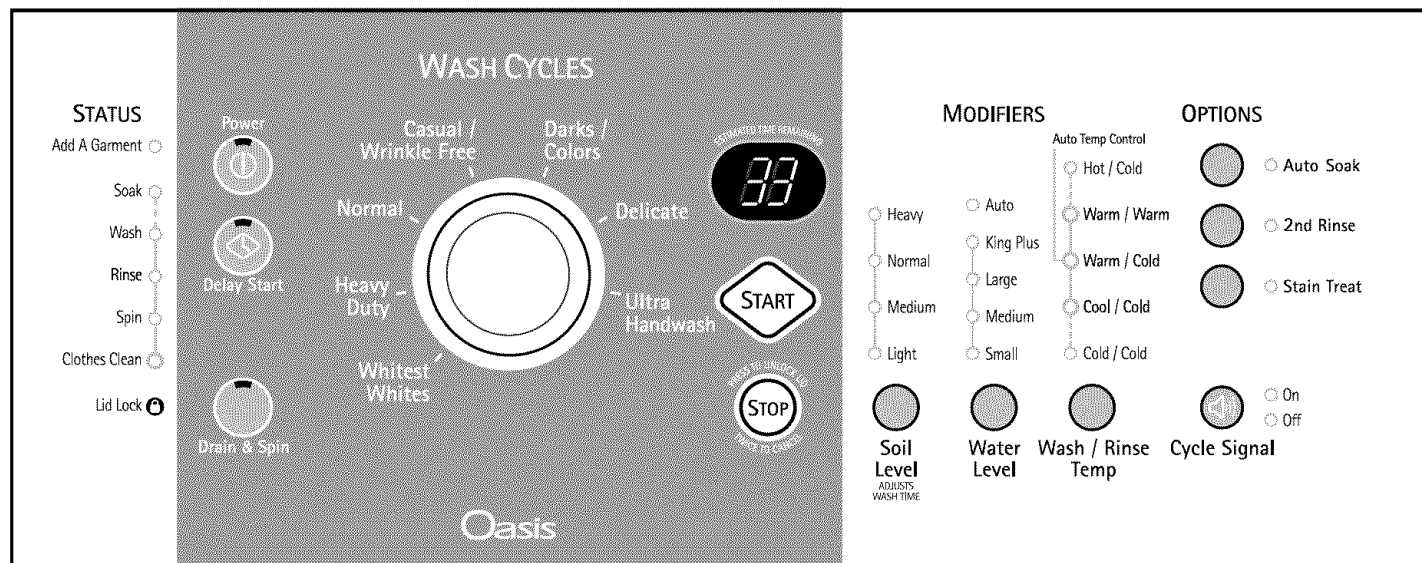 WASH CYCLES
STATUS
Add A Garment
Soak
Wash
Rinse
Spin
Clothes Clean
Lid Lock
Power
Delay Start
Drain & Spin
Casual /
Wrinkle Free
Darks /
Colors
Normal
Delicate
Heavy
Duty
Ultra
Handwash
Whitest
Whites
ESTIMATED TIME REMAINING
33
START
PRESS TO UNLOCK LID
STOP
TWICE TO CANCEL
Oasis
MODIFIERS
Heavy
Normal
Medium
Light
Soil
Level
ADJUSTS
WASH TIME
Auto
King Plus
Large
Medium
Small
Water
Level
Auto Temp Control
Hot / Cold
Warm / Warm
Warm / Cold
Cool / Cold
Cold / Cold
Wash / Rinse
Temp
OPTIONS
Auto Soak
2nd Rinse
Stain Treat
On
Off
Cycle Signal